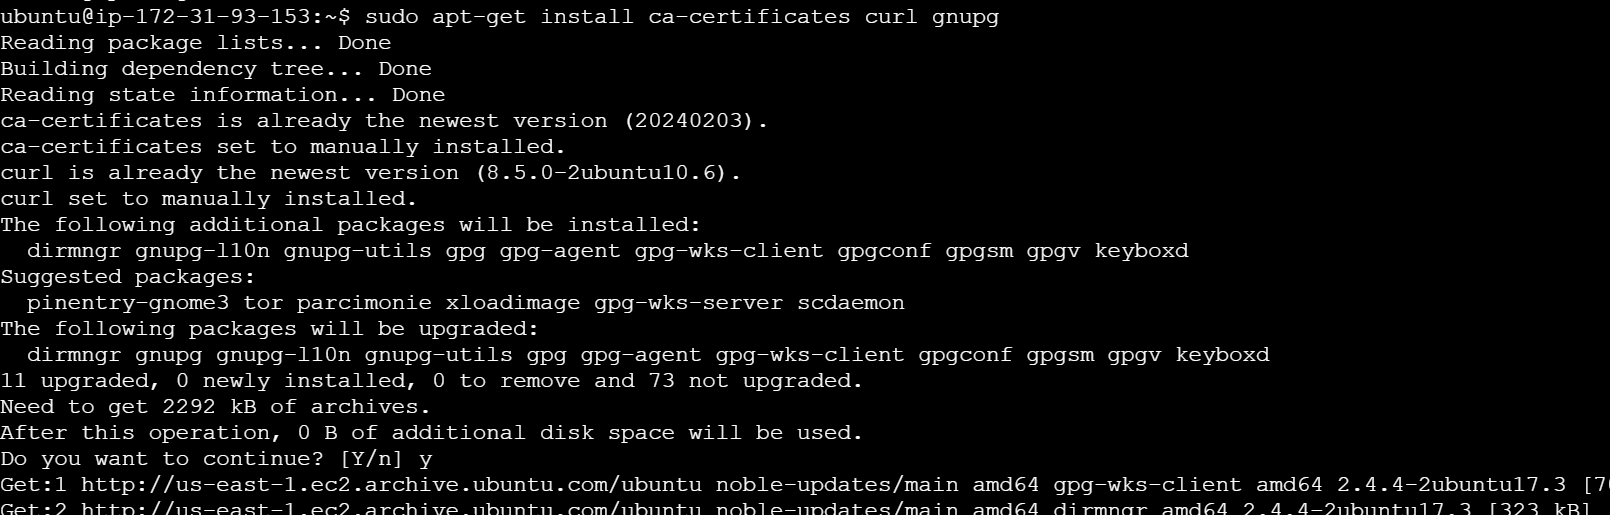 ubuntu@ip-172-31-93-153:~$ sudo apt-get install ca-certificates curl gnupg
Reading package lists... Done
Building dependency tree... Done
Reading state information... Done
ca-certificates is already the newest version (20240203).
ca-certificates set to manually installed.
curl is already the newest version (8.5.0-2ubuntu10.6).
curl set to manually installed.
The following additional packages will be installed:
  dirmngr gnupg-l10n gnupg-utils gpg gpg-agent gpg-wks-client gpgconf gpgsm gpgv keyboxd
Suggested packages:
  pinentry-gnome3 tor parcimonie xloadimage gpg-wks-server scdaemon
The following packages will be upgraded:
  dirmngr gnupg gnupg-l10n gnupg-utils gpg gpg-agent gpg-wks-client gpgconf gpgsm gpgv keyboxd
11 upgraded, 0 newly installed, 0 to remove and 73 not upgraded.
Need to get 2292 kB of archives.
After this operation, 0 B of additional disk space will be used.
Do you want to continue? [Y/n] y
Get:1 http://us-east-1.ec2.archive.ubuntu.com/ubuntu noble-updates/main amd64 gpg-wks-client amd64 2.4.4-2ubuntu17.3
Get:2 http://us-east-1.ec2.archive.ubuntu.com/ubuntu noble-updates/main amd64 dirmngr amd64 2.4.4-2ubuntu17.3 [323 kB]